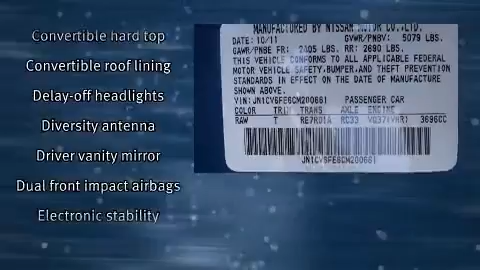 Convertible hard top
Convertible roof lining
Delay-off headlights
Diversity antenna
Driver vanity mirror
Dual front impact airbags
Electronic stability
MANUFACTURED BY NISSAN MOTOR CO.,LTD.
DATE: 10/11 GVWR/PNBV: 5079 LBS.
GAWR/PNBE FR: 2405 LBS. RR: 2690 LBS.
THIS VEHICLE CONFORMS TO ALL APPLICABLE FEDERAL
MOTOR VEHICLE SAFETY,BUMPER,AND THEFT PREVENTION
STANDARDS IN EFFECT ON THE DATE OF MANUFACTURE
SHOWN ABOVE.
VIN: JN1CV6FE6CM200661 PASSENGER CAR
COLOR TRIM TRANS AXLE ENGINE
RAW T RE7R01A RC33 VQ37(VHR) 3696CC
JN1CV6FE6CM200661